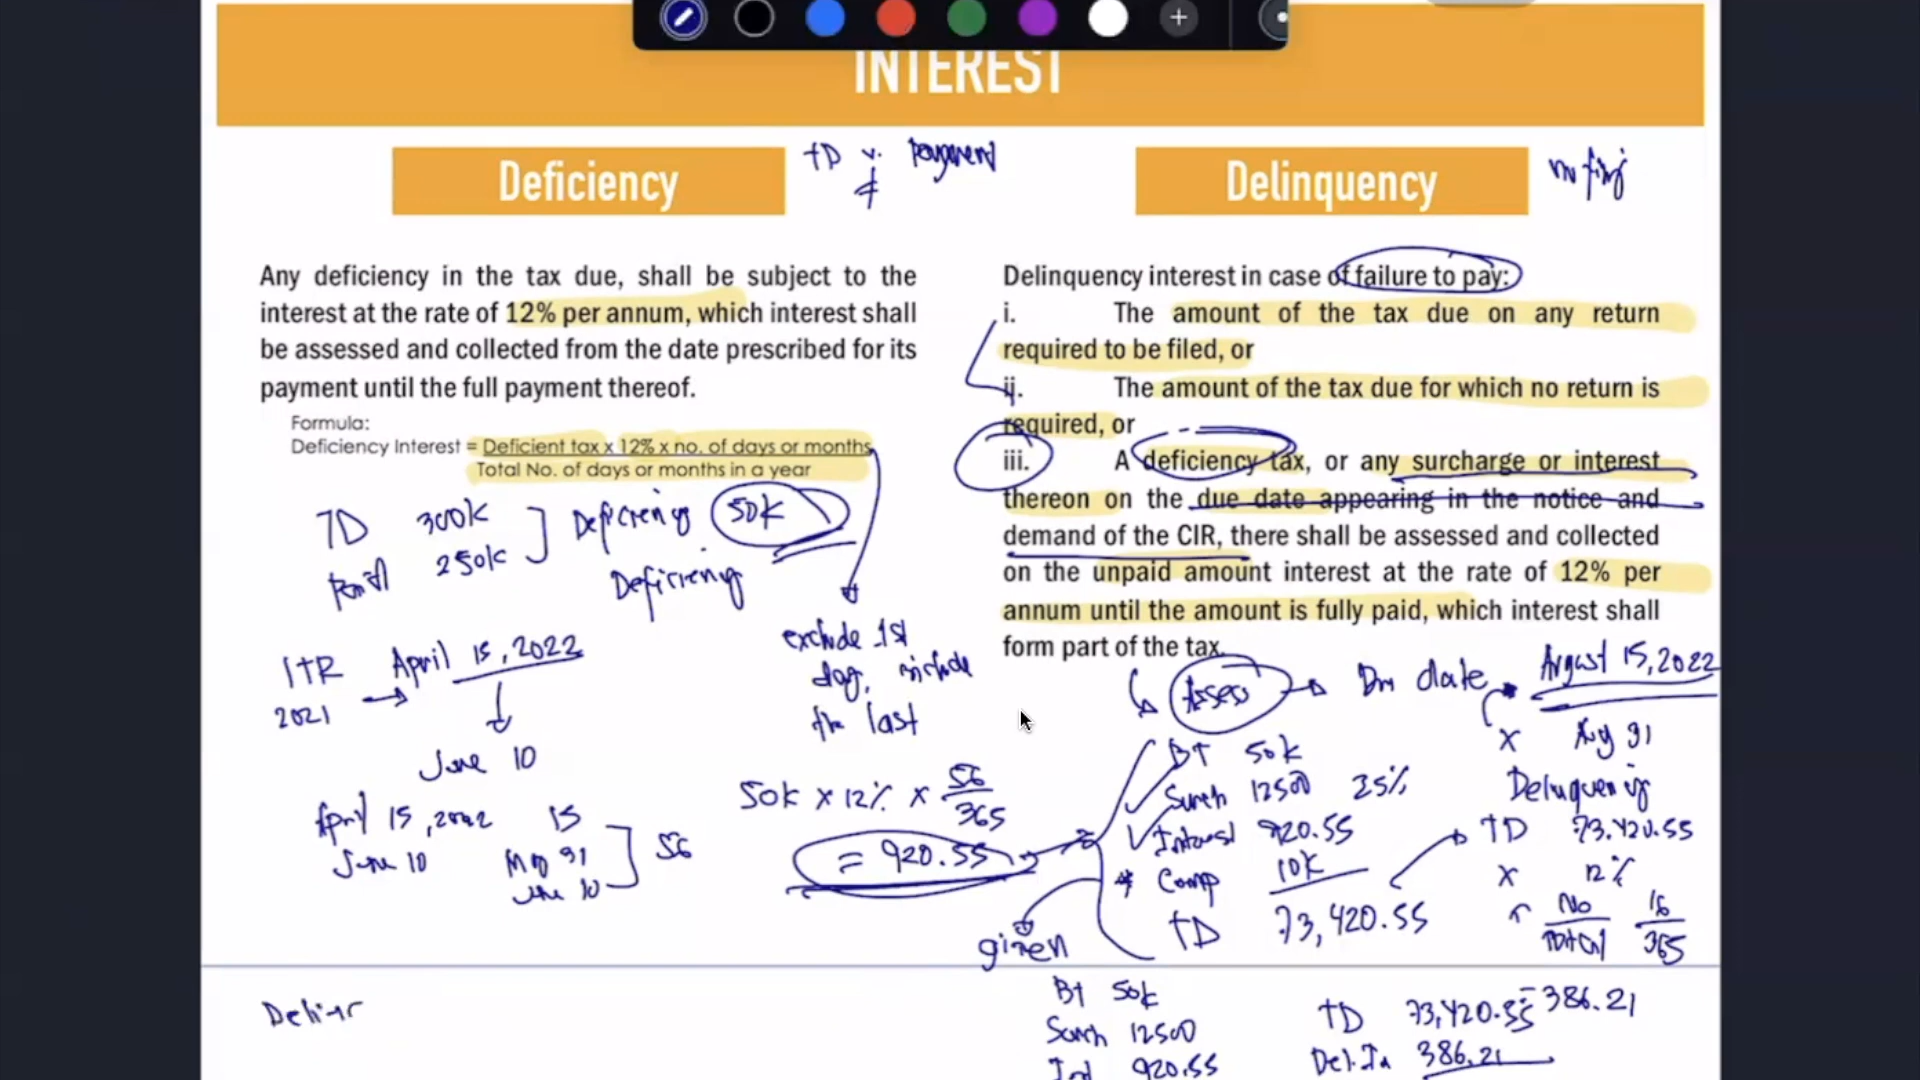 INTEREST
Deficiency
TD v. payment
Delinquency
Any deficiency in the tax due, shall be subject to the
interest at the rate of 12% per annum, which interest shall
be assessed and collected from the date prescribed for its
payment until the full payment thereof.
Formula:
Deficiency Interest = Deficient tax x 12% x no. of days or months
Total No. of days or months in a year
TD 300k
250k
Deficiency 50k
Deficiency
ITR → April 15, 2022
2021
June 10
April 15, 2022 15
June 10 May 31
June 10
56
exclude 1st
day, include
the last
50k x 12% x 56
365
= 920.55
Delinquency interest in case of failure to pay:
i. The amount of the tax due on any return
required to be filed, or
ii. The amount of the tax due for which no return is
required, or
iii. A deficiency tax, or any surcharge or interest
thereon on the due date appearing in the notice and
demand of the CIR, there shall be assessed and collected
on the unpaid amount interest at the rate of 12% per
annum until the amount is fully paid, which interest shall
form part of the tax.
Assess → Due date August 15, 2022
x Aug 31
BT 50k
Surch 12500 25%
Interest 920.55
Comp 10k
TD 73,420.55
given
Delinquency
TD 73,420.55
x 12%
x No 16
Total 365
= 386.21
BT 50k
Surch 12500
Int 920.55
TD 73,420.55
Del. In 386.21